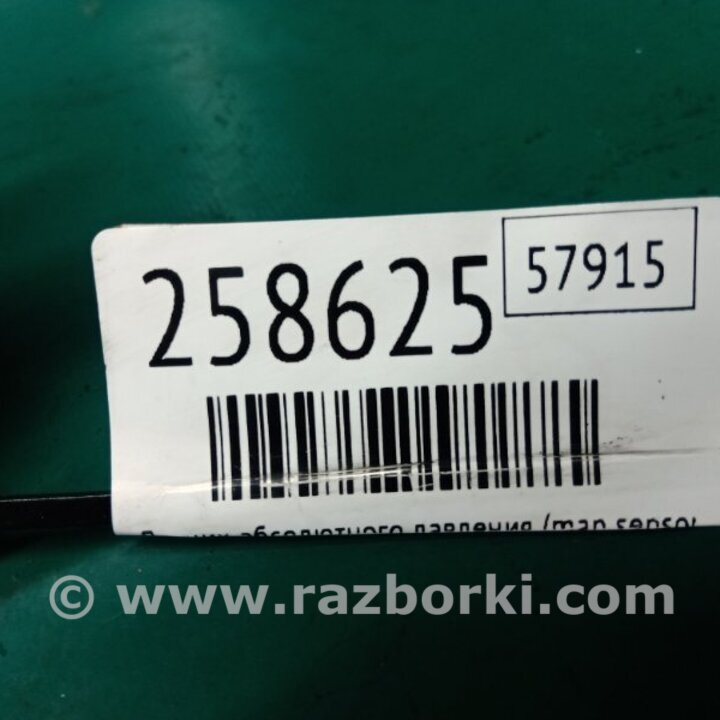 258625
57915
абсолютного давления /map sensor
© www.razborki.com